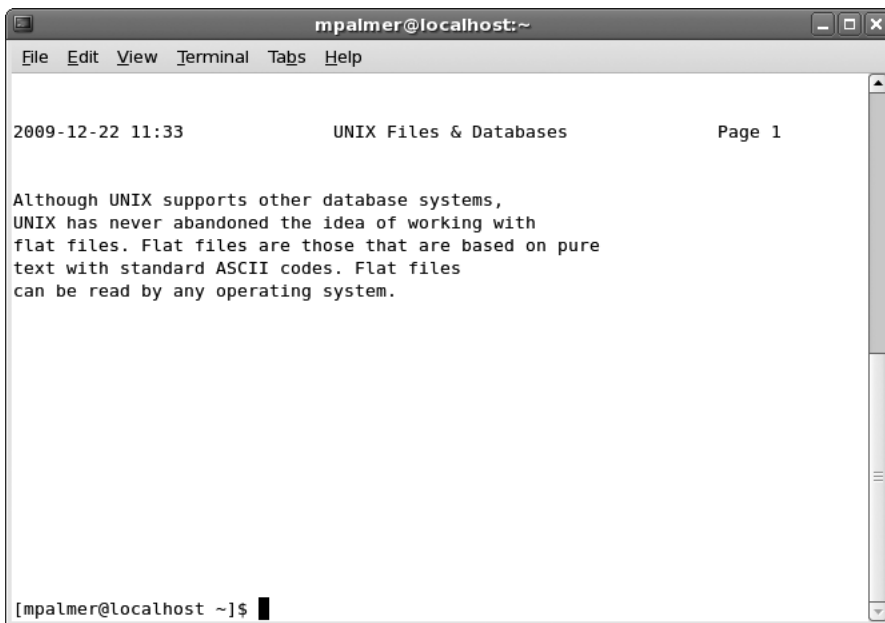 mpalmer@localhost:~
File Edit View Terminal Tabs Help
2009-12-22 11:33 UNIX Files & Databases Page 1
Although UNIX supports other database systems,
UNIX has never abandoned the idea of working with
flat files. Flat files are those that are based on pure
text with standard ASCII codes. Flat files
can be read by any operating system.
[mpalmer@localhost ~]$